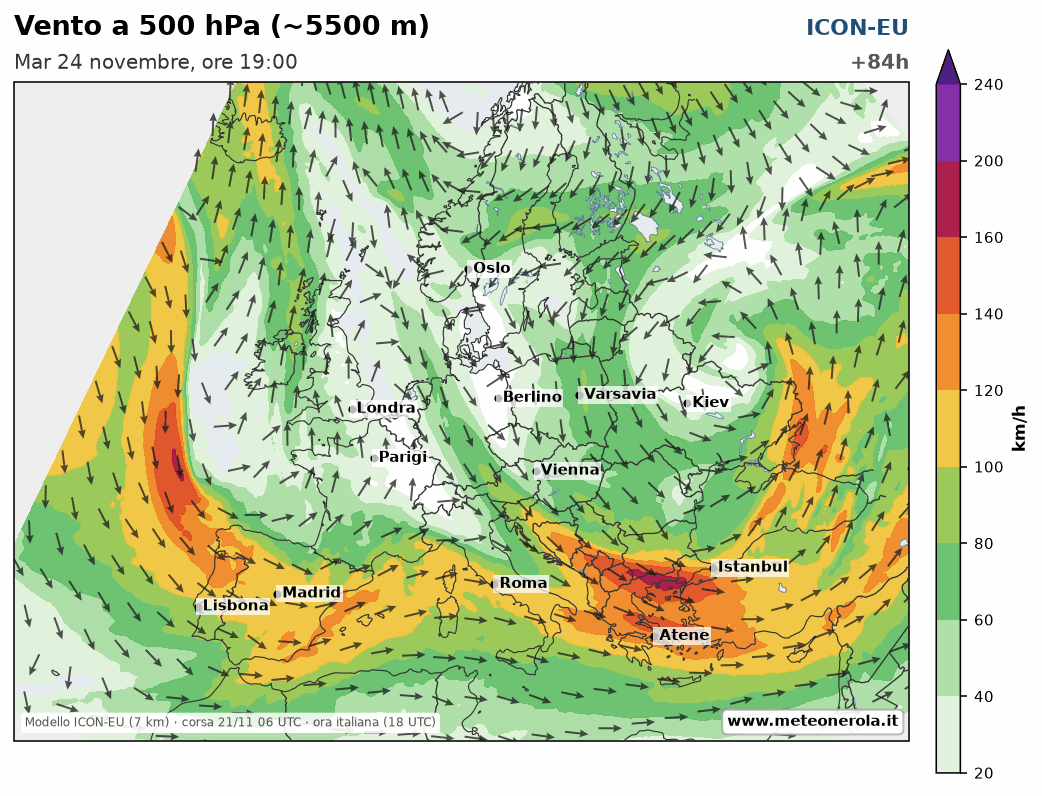 Vento a 500 hPa (~5500 m)
ICON-EU
Mar 24 novembre, ore 19:00
+84h
240
200
160
140
120
100
80
60
40
20
km/h
Oslo
Berlino
Varsavia
Kiev
Londra
Parigi
Vienna
Istanbul
Roma
Madrid
Lisbona
Atene
Modello ICON-EU (7 km) · corsa 21/11 06 UTC · ora italiana (18 UTC)
www.meteonerola.it